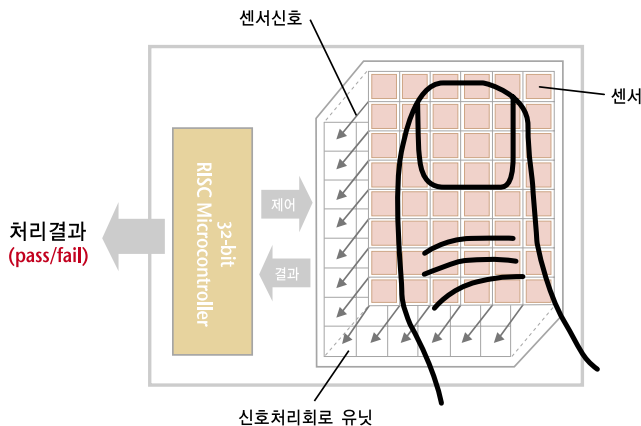 센서신호
센서
32-bit
RISC Microcontroller
제어
결과
처리결과
(pass/fail)
신호처리회로 유닛